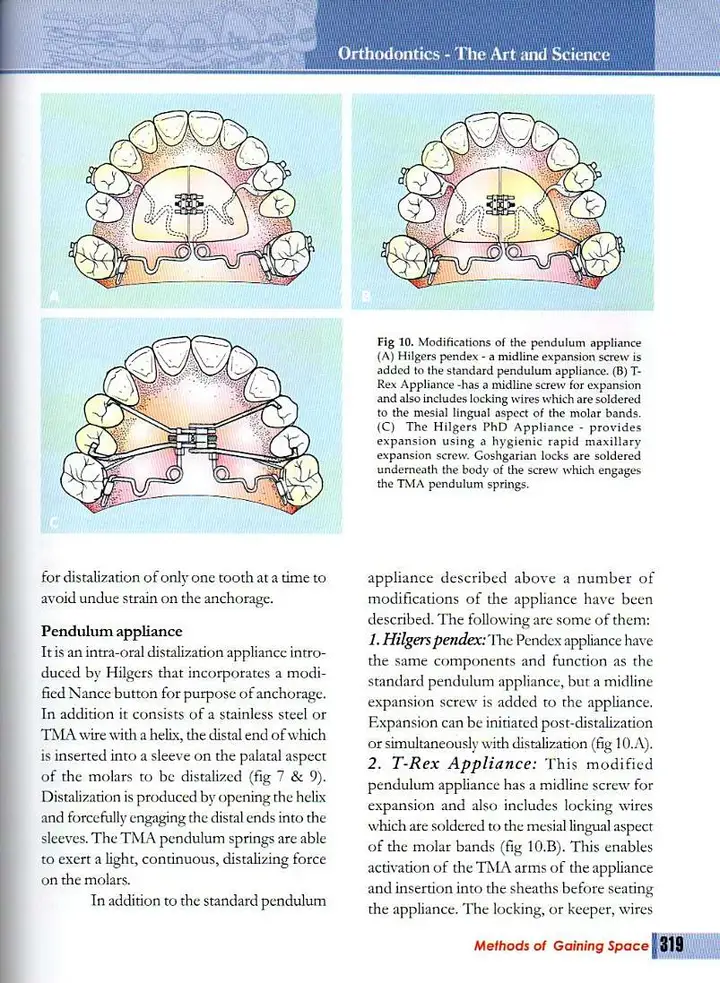 Orthodontics - The Art and Science
A
B
Fig 10. Modifications of the pendulum appliance
(A) Hilgers pendex - a midline expansion screw is
added to the standard pendulum appliance. (B) T-
Rex Appliance -has a midline screw for expansion
and also includes locking wires which are soldered
to the mesial lingual aspect of the molar bands.
(C) The Hilgers PhD Appliance - provides
expansion using a hygienic rapid maxillary
expansion screw. Goshgarian locks are soldered
underneath the body of the screw which engages
the TMA pendulum springs.
C
for distalization of only one tooth at a time to
avoid undue strain on the anchorage.
Pendulum appliance
It is an intra-oral distalization appliance intro-
duced by Hilgers that incorporates a modi-
fied Nance button for purpose of anchorage.
In addition it consists of a stainless steel or
TMA wire with a helix, the distal end of which
is inserted into a sleeve on the palatal aspect
of the molars to be distalized (fig 7 & 9).
Distalization is produced by opening the helix
and forcefully engaging the distal ends into the
sleeves. The TMA pendulum springs are able
to exert a light, continuous, distalizing force
on the molars.
In addition to the standard pendulum
appliance described above a number of
modifications of the appliance have been
described. The following are some of them:
1. Hilgers pendex: The Pendex appliance have
the same components and function as the
standard pendulum appliance, but a midline
expansion screw is added to the appliance.
Expansion can be initiated post-distalization
or simultaneously with distalization (fig 10.A).
2. T-Rex Appliance: This modified
pendulum appliance has a midline screw for
expansion and also includes locking wires
which are soldered to the mesial lingual aspect
of the molar bands (fig 10.B). This enables
activation of the TMA arms of the appliance
and insertion into the sheaths before seating
the appliance. The locking, or keeper, wires
Methods of Gaining Space 319